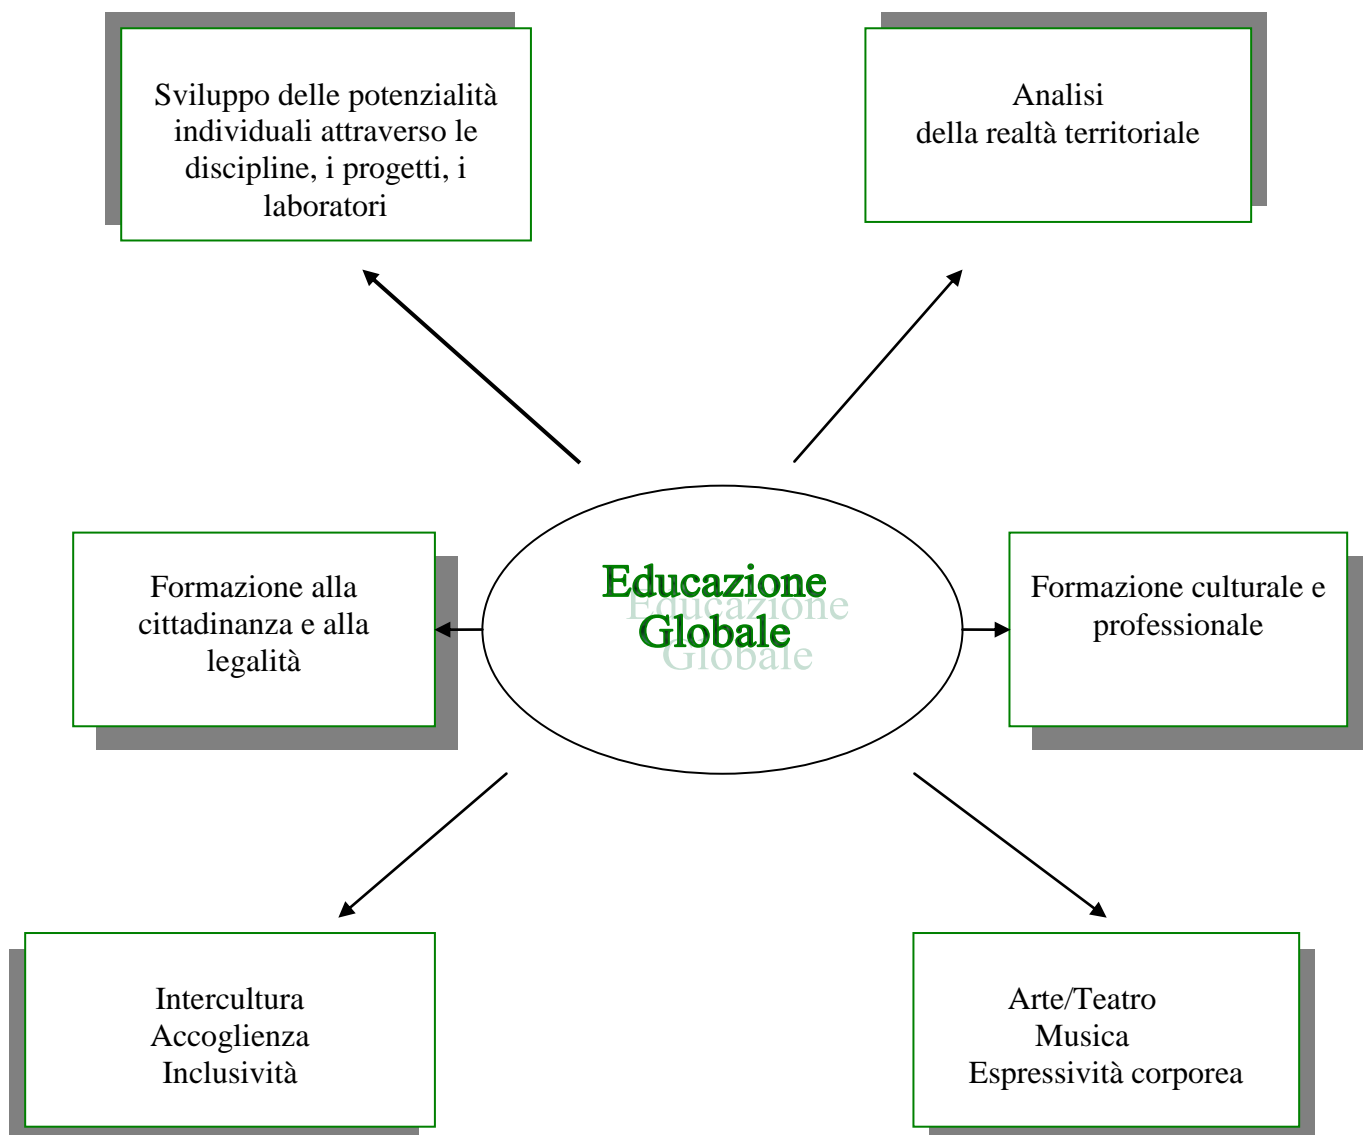 Sviluppo delle potenzialità
individuali attraverso le
discipline, i progetti, i
laboratori
Analisi
della realtà territoriale
Formazione alla
cittadinanza e alla
legalità
Educazione
Globale
Formazione culturale e
professionale
Intercultura
Accoglienza
Inclusività
Arte/Teatro
Musica
Espressività corporea